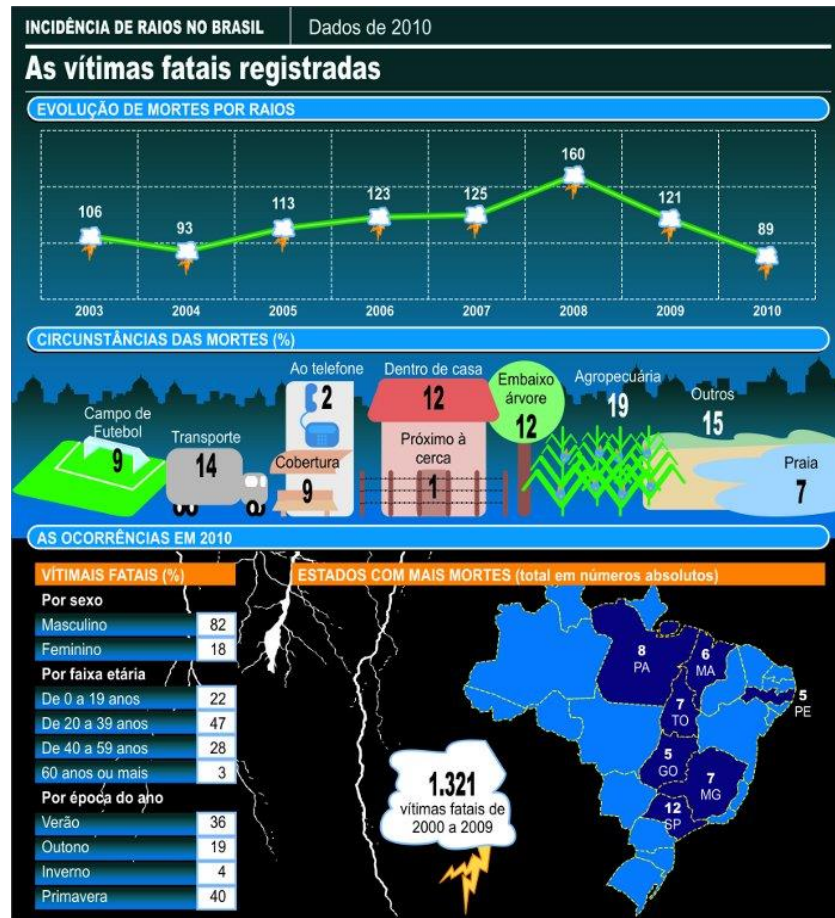 INCIDÊNCIA DE RAIOS NO BRASIL Dados de 2010
As vítimas fatais registradas
EVOLUÇÃO DE MORTES POR RAIOS
106
93
113
123
125
160
121
89
2003 2004 2005 2006 2007 2008 2009 2010
CIRCUNSTÂNCIAS DAS MORTES (%)
Campo de
Futebol
9
Transporte
14
Ao telefone
2
Cobertura
9
Dentro de casa
12
Próximo à
cerca
1
Embaixo
árvore
12
Agropecuária
19
Outros
15
Praia
7
AS OCORRÊNCIAS EM 2010
VÍTIMAIS FATAIS (%)
Por sexo
Masculino 82
Feminino 18
Por faixa etária
De 0 a 19 anos 22
De 20 a 39 anos 47
De 40 a 59 anos 28
60 anos ou mais 3
Por época do ano
Verão 36
Outono 19
Inverno 4
Primavera 40
ESTADOS COM MAIS MORTES (total em números absolutos)
8
PA
6
MA
5
PE
7
TO
5
GO
7
MG
12
SP
1.321
vítimas fatais de
2000 a 2009